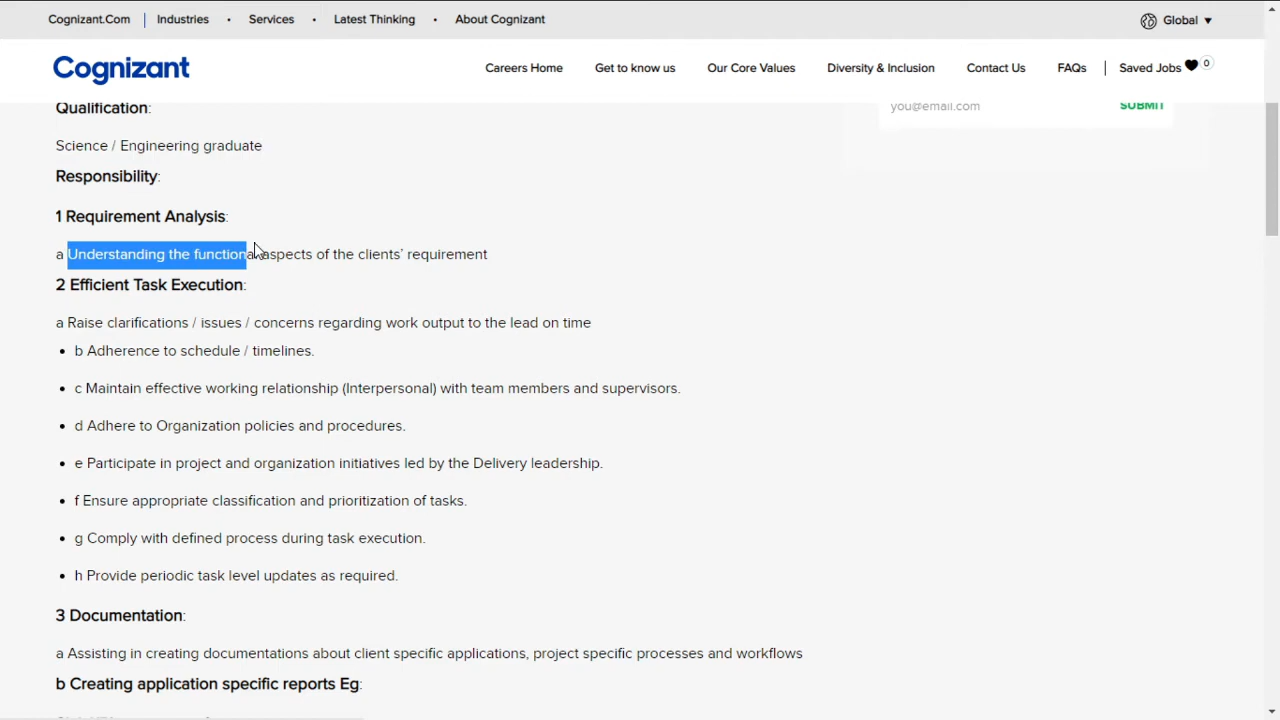 Cognizant.Com | Industries • Services • Latest Thinking • About Cognizant Global
Cognizant Careers Home Get to know us Our Core Values Diversity & Inclusion Contact Us FAQs | Saved Jobs 0
Qualification:
you@email.com SUBMIT
Science / Engineering graduate
Responsibility:
1 Requirement Analysis:
a Understanding the functional aspects of the clients' requirement
2 Efficient Task Execution:
a Raise clarifications / issues / concerns regarding work output to the lead on time
• b Adherence to schedule / timelines.
• c Maintain effective working relationship (Interpersonal) with team members and supervisors.
• d Adhere to Organization policies and procedures.
• e Participate in project and organization initiatives led by the Delivery leadership.
• f Ensure appropriate classification and prioritization of tasks.
• g Comply with defined process during task execution.
• h Provide periodic task level updates as required.
3 Documentation:
a Assisting in creating documentations about client specific applications, project specific processes and workflows
b Creating application specific reports Eg: